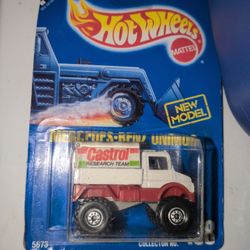 Hot Wheels
MATTEL
NEW
MODEL
MERCEDES-BENZ UNIMOG
Castrol
RESEARCH TEAM
5673
COLLECTOR NO.